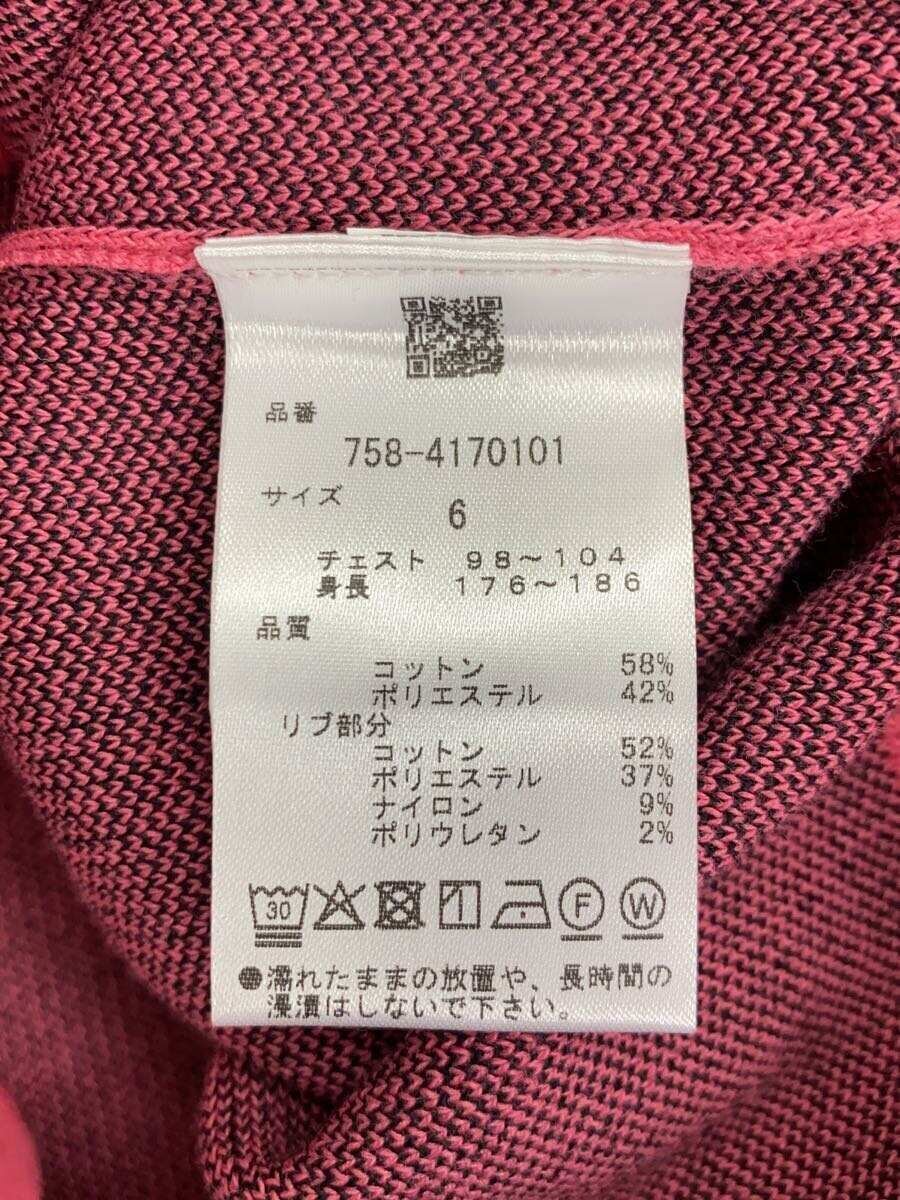 品番
758-4170101
サイズ
6
チェスト 98～104
身長 176～186
品質
コットン 58%
ポリエステル 42%
リブ部分
コットン 52%
ポリエステル 37%
ナイロン 9%
ポリウレタン 2%
30 F W
●濡れたままの放置や、長時間の
浸漬はしないで下さい。